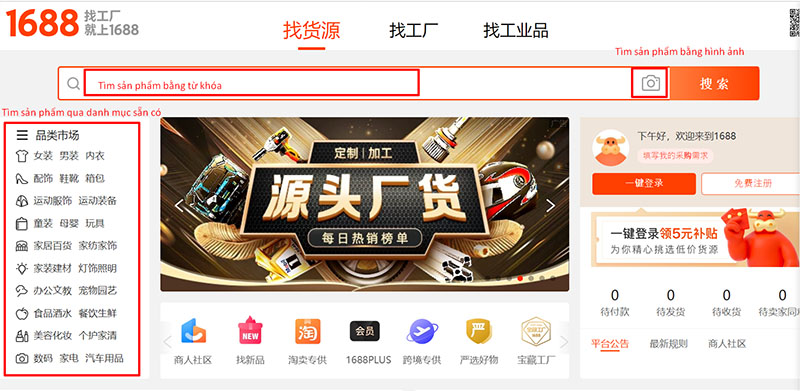 1688 找工厂
就上1688
找货源 找工厂 找工业品
Tìm sản phẩm bằng hình ảnh
Tìm sản phẩm bằng từ khóa
搜索
Tìm sản phẩm qua danh mục sẵn có
品类市场
女装 男装 内衣
配饰 鞋靴 箱包
运动服饰 运动装备
童装 母婴 玩具
家居百货 家纺家饰
家装建材 灯饰照明
办公文教 宠物园艺
食品酒水 餐饮生鲜
美容化妆 个护家清
数码 家电 汽车用品
定制 | 加工
源头厂货
每日热销榜单
商人社区 找新品 淘卖专供 1688PLUS 跨境专供 严选好物 宝藏工厂
NEW 淘 会员 宝藏工厂
下午好，欢迎来到1688
填写我的采购需求
一键登录 免费注册
一键登录领5元补贴
为你精心挑选低价货源
0 0 0 0
待付款 待发货 待收货 待卖家同
平台公告 最新规则 商人社区